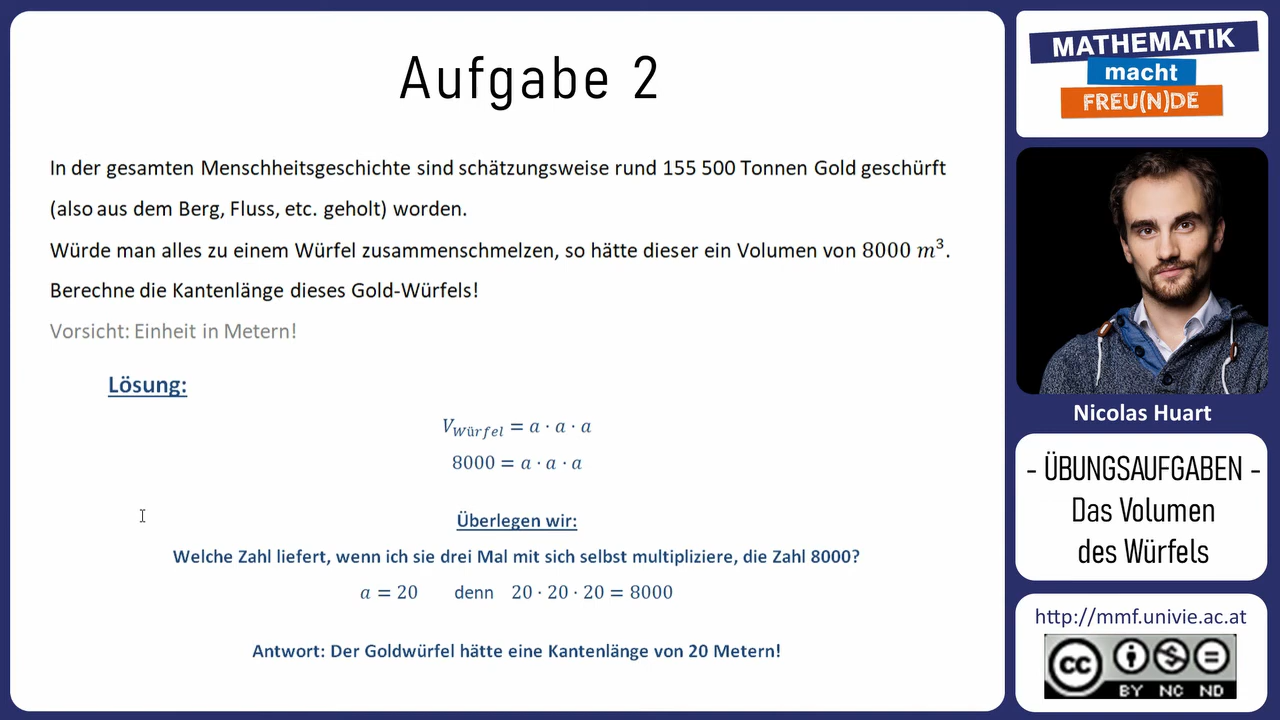 Aufgabe 2
In der gesamten Menschheitsgeschichte sind schätzungsweise rund 155 500 Tonnen Gold geschürft
(also aus dem Berg, Fluss, etc. geholt) worden.
Würde man alles zu einem Würfel zusammenschmelzen, so hätte dieser ein Volumen von 8000 m³.
Berechne die Kantenlänge dieses Gold-Würfels!
Vorsicht: Einheit in Metern!
Lösung:
V_Würfel = a · a · a
8000 = a · a · a
Überlegen wir:
Welche Zahl liefert, wenn ich sie drei Mal mit sich selbst multipliziere, die Zahl 8000?
a = 20 denn 20 · 20 · 20 = 8000
Antwort: Der Goldwürfel hätte eine Kantenlänge von 20 Metern!
MATHEMATIK
macht
FREU(N)DE
Nicolas Huart
- ÜBUNGSAUFGABEN -
Das Volumen
des Würfels
http://mmf.univie.ac.at
cc
BY NC ND